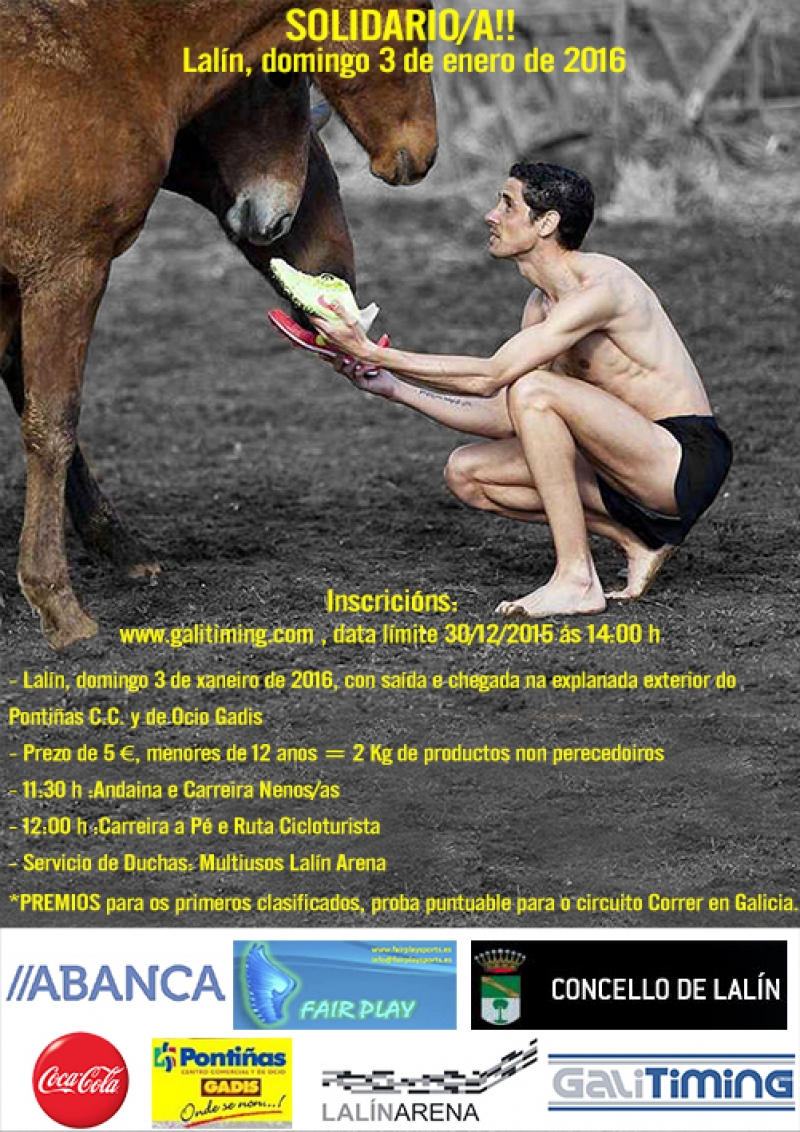 SOLIDARIO/A!!
Lalín, domingo 3 de enero de 2016
Inscricións:
www.galitiming.com , data límite 30/12/2015 ás 14:00 h
- Lalín, domingo 3 de xaneiro de 2016, con saída e chegada na explanada exterior do
Pontiñas C.C. y de Ocio Gadis
- Prezo de 5 €, menores de 12 anos = 2 Kg de productos non perecedoiros
- 11:30 h :Andaina e Carreira Nenos/as
- 12:00 h :Carreira a Pé e Ruta Cicloturista
- Servicio de Duchas: Multiusos Lalín Arena
*PREMIOS para os primeros clasificados, proba puntuable para o circuito Correr en Galicia.
//ABANCA
www.fairplaysports.es
info@fairplaysports.es
FAIR PLAY
CONCELLO DE LALÍN
Coca-Cola
Pontiñas
CENTRO COMERCIAL Y DE OCIO
GADIS
Onde se non...!
LALÍNARENA
GALITIMING